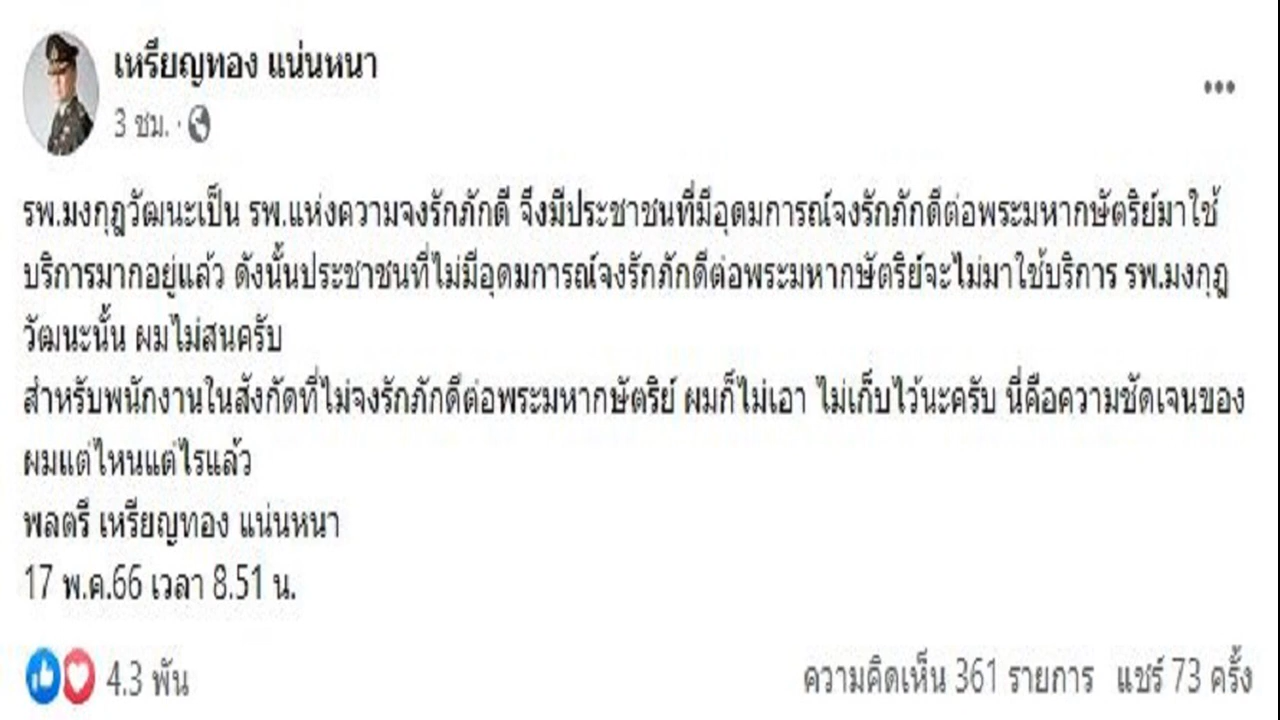 เหรียญทอง แน่นหนา
3 ชม. ·
รพ.มงกุฎวัฒนะเป็น รพ.แห่งความจงรักภักดี จึงมีประชาชนที่มีอุดมการณ์จงรักภักดีต่อพระมหากษัตริย์มาใช้
บริการมากอยู่แล้ว ดังนั้นประชาชนที่ไม่มีอุดมการณ์จงรักภักดีต่อพระมหากษัตริย์จะไม่มาใช้บริการ รพ.มงกุฎ
วัฒนะนั้น ผมไม่สนครับ
สำหรับพนักงานในสังกัดที่ไม่จงรักภักดีต่อพระมหากษัตริย์ ผมก็ไม่เอา ไม่เก็บไว้นะครับ นี่คือความชัดเจนของ
ผมแต่ไหนแต่ไรแล้ว
พลตรี เหรียญทอง แน่นหนา
17 พ.ค.66 เวลา 8.51 น.
4.3 พัน ความคิดเห็น 361 รายการ แชร์ 73 ครั้ง